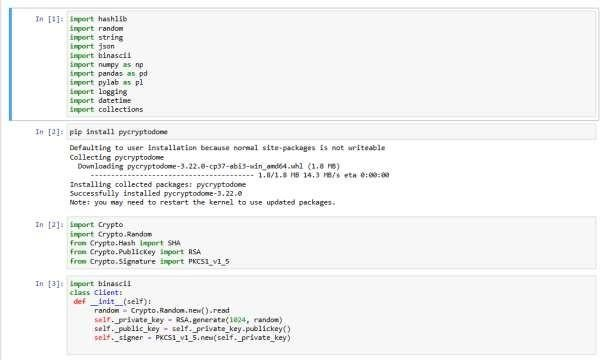 In [1]: import hashlib
import random
import string
import json
import binascii
import numpy as np
import pandas as pd
import pylab as pl
import logging
import datetime
import collections
In [2]: pip install pycryptodome
Defaulting to user installation because normal site-packages is not writeable
Collecting pycryptodome
Downloading pycryptodome-3.22.0-cp37-abi3-win_amd64.whl (1.8 MB)
---------------------------------------- 1.8/1.8 MB 14.3 MB/s eta 0:00:00
Installing collected packages: pycryptodome
Successfully installed pycryptodome-3.22.0
Note: you may need to restart the kernel to use updated packages.
In [2]: import Crypto
import Crypto.Random
from Crypto.Hash import SHA
from Crypto.PublicKey import RSA
from Crypto.Signature import PKCS1_v1_5
In [3]: import binascii
class Client:
def __init__(self):
random = Crypto.Random.new().read
self._private_key = RSA.generate(1024, random)
self._public_key = self._private_key.publickey()
self._signer = PKCS1_v1_5.new(self._private_key)